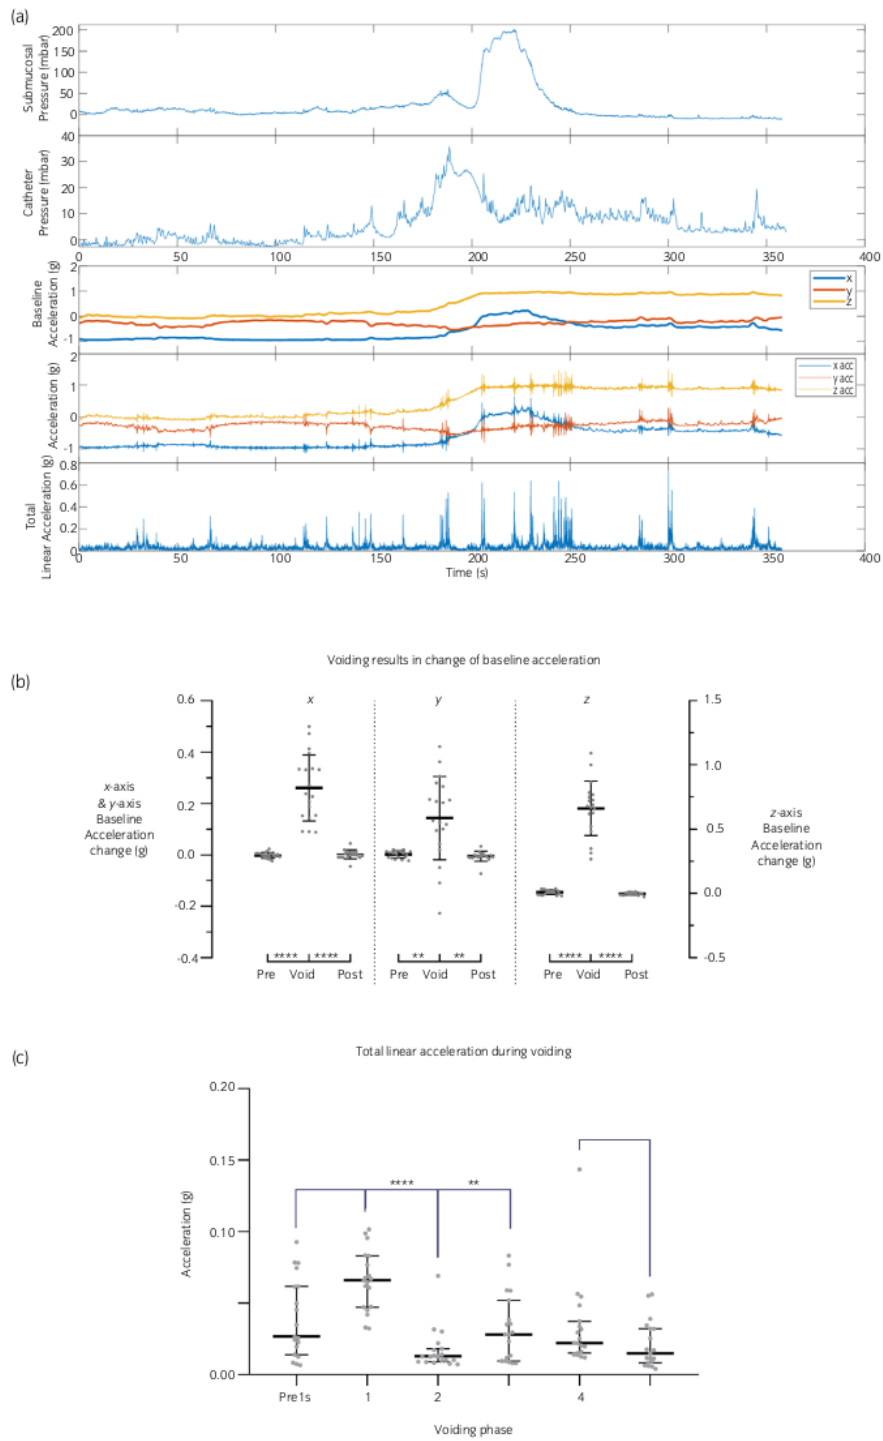 (a)
Submucosal
Pressure (mbar)
200
150
100
50
0
Catheter
Pressure (mbar)
40
30
20
10
0
0 50 100 150 200 250 300 350 400
Baseline
Acceleration (g)
2
1
0
-1
x
y
z
Acceleration (g)
2
1
0
-1
x acc
y acc
z acc
Total
Linear Acceleration (g)
0.8
0.6
0.4
0.2
0
0 50 100 150 200 250 300 350 400
Time (s)
Voiding results in change of baseline acceleration
(b)
x-axis
& y-axis
Baseline
Acceleration
change (g)
0.6
0.4
0.2
0.0
-0.2
-0.4
x y z
**** **** ** ** **** ****
Pre Void Post Pre Void Post Pre Void Post
1.5
1.0
0.5
0.0
-0.5
z-axis
Baseline
Acceleration
change (g)
(c)
Total linear acceleration during voiding
Acceleration (g)
0.20
0.15
0.10
0.00
**** **
Pre1s 1 2 4
Voiding phase